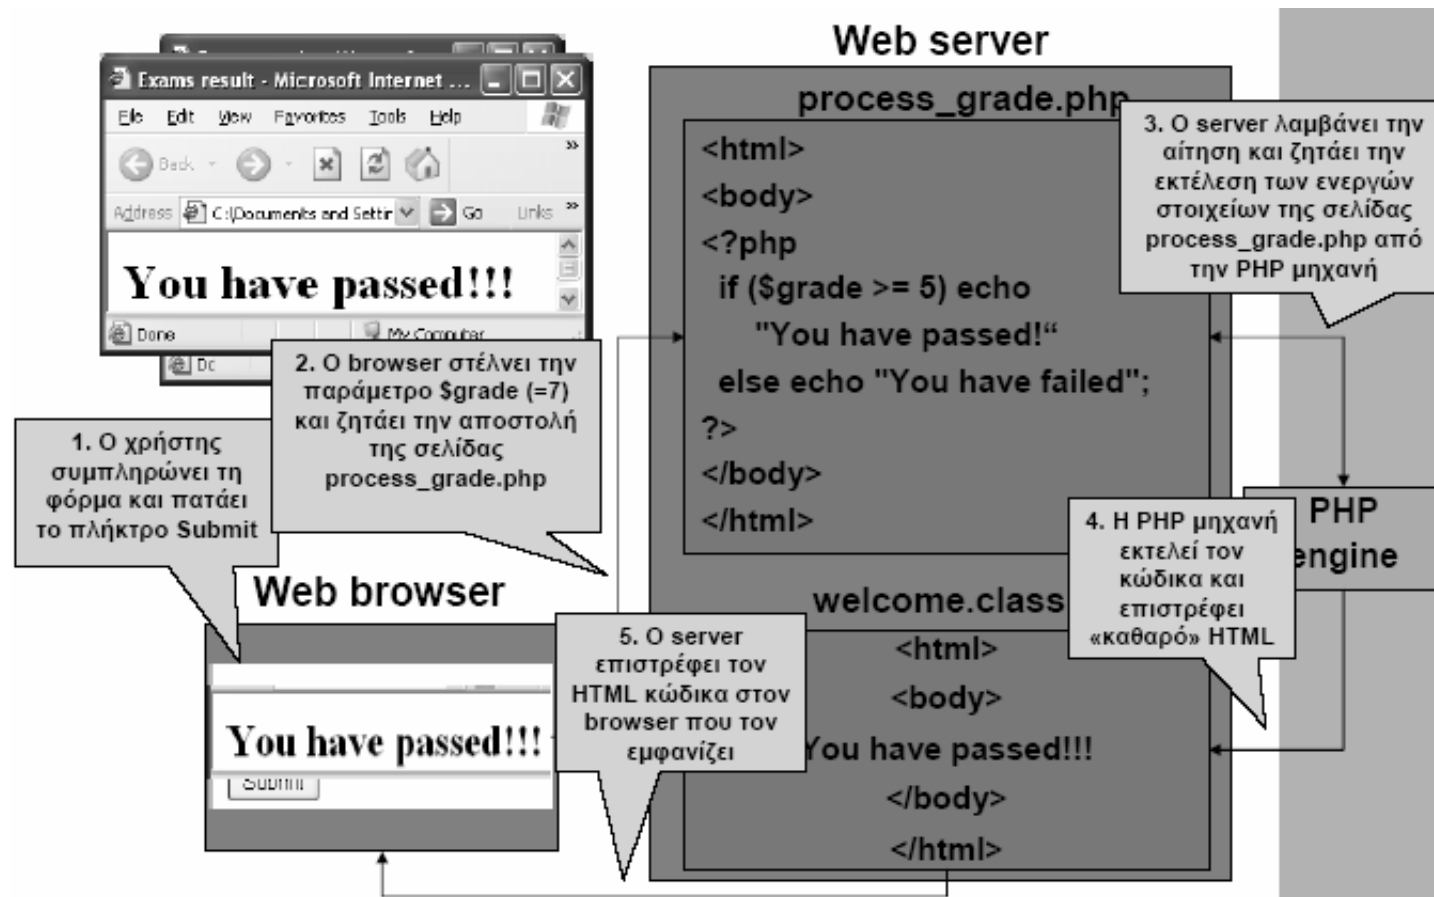 Web server
Exams result - Microsoft Internet ...
File Edit View Favorites Tools Help
Back
Address C:\Documents and Settir Go Links
You have passed!!!
Done My Computer
process_grade.php
<html>
<body>
<?php
if ($grade >= 5) echo
"You have passed!“
else echo "You have failed";
?>
</body>
</html>
3. Ο server λαμβάνει την
αίτηση και ζητάει την
εκτέλεση των ενεργών
στοιχείων της σελίδας
process_grade.php από
την PHP μηχανή
2. Ο browser στέλνει την
παράμετρο $grade (=7)
και ζητάει την αποστολή
της σελίδας
process_grade.php
1. Ο χρήστης
συμπληρώνει τη
φόρμα και πατάει
το πλήκτρο Submit
PHP
engine
4. Η PHP μηχανή
εκτελεί τον
κώδικα και
επιστρέφει
«καθαρό» HTML
Web browser
You have passed!!!
Submit
5. Ο server
επιστρέφει τον
HTML κώδικα στον
browser που τον
εμφανίζει
welcome.class
<html>
<body>
You have passed!!!
</body>
</html>